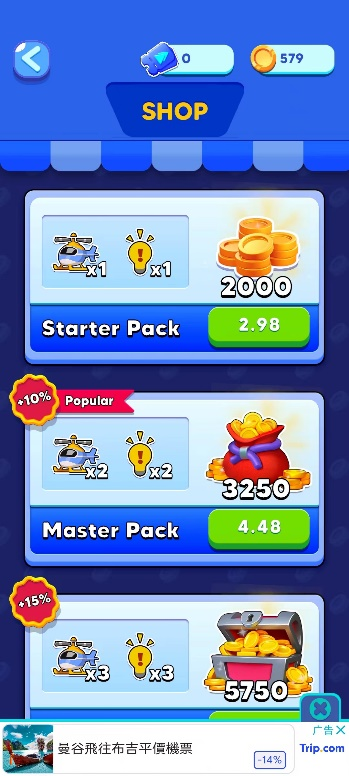 0
579
SHOP
x1
x1
2000
Starter Pack
2.98
+10%
Popular
x2
x2
3250
Master Pack
4.48
+15%
x3
x3
5750
广告
曼谷飛往布吉平價機票
-14%
Trip.com